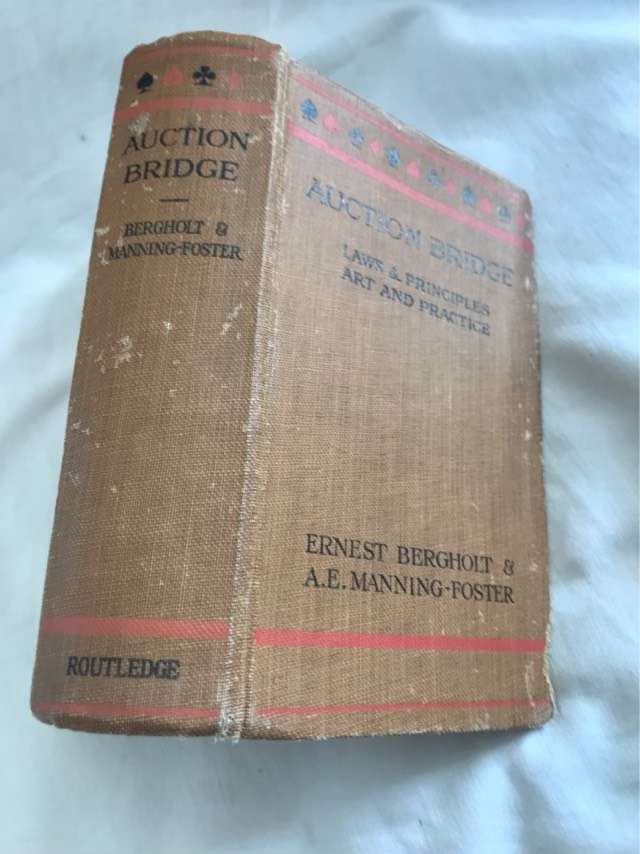 AUCTION
BRIDGE
BERGHOLT &
MANNING-FOSTER
ROUTLEDGE
AUCTION BRIDGE
LAWS & PRINCIPLES
ART AND PRACTICE
ERNEST BERGHOLT &
A.E. MANNING-FOSTER